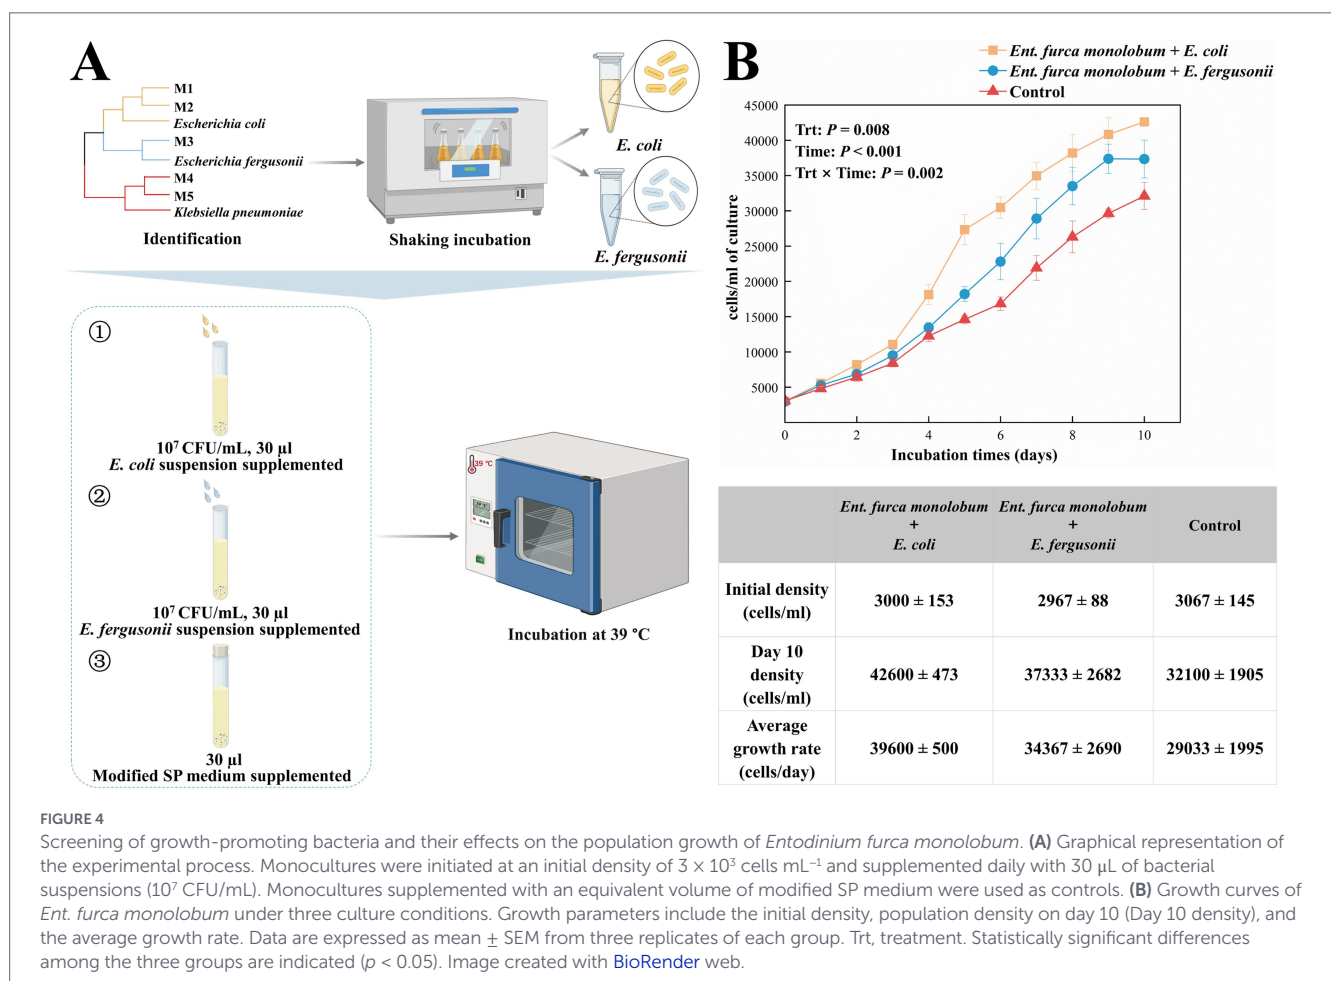 A
M1
M2
Escherichia coli
M3
Escherichia fergusonii
M4
M5
Klebsiella pneumoniae
Identification
Shaking incubation
E. coli
E. fergusonii
①
10⁷ CFU/mL, 30 µl
E. coli suspension supplemented
②
10⁷ CFU/mL, 30 µl
E. fergusonii suspension supplemented
③
30 µl
Modified SP medium supplemented
39 °C
Incubation at 39 °C
B
Ent. furca monolobum + E. coli
Ent. furca monolobum + E. fergusonii
Control
Trt: P = 0.008
Time: P < 0.001
Trt × Time: P = 0.002
cells/ml of culture
45000
40000
35000
30000
25000
20000
15000
10000
5000
0 2 4 6 8 10
Incubation times (days)
Ent. furca monolobum + E. coli
Ent. furca monolobum + E. fergusonii
Control
Initial density (cells/ml) 3000 ± 153 2967 ± 88 3067 ± 145
Day 10 density (cells/ml) 42600 ± 473 37333 ± 2682 32100 ± 1905
Average growth rate (cells/day) 39600 ± 500 34367 ± 2690 29033 ± 1995
FIGURE 4
Screening of growth-promoting bacteria and their effects on the population growth of Entodinium furca monolobum. (A) Graphical representation of
the experimental process. Monocultures were initiated at an initial density of 3 × 10³ cells mL⁻¹ and supplemented daily with 30 μL of bacterial
suspensions (10⁷ CFU/mL). Monocultures supplemented with an equivalent volume of modified SP medium were used as controls. (B) Growth curves of
Ent. furca monolobum under three culture conditions. Growth parameters include the initial density, population density on day 10 (Day 10 density), and
the average growth rate. Data are expressed as mean ± SEM from three replicates of each group. Trt, treatment. Statistically significant differences
among the three groups are indicated (p < 0.05). Image created with BioRender web.